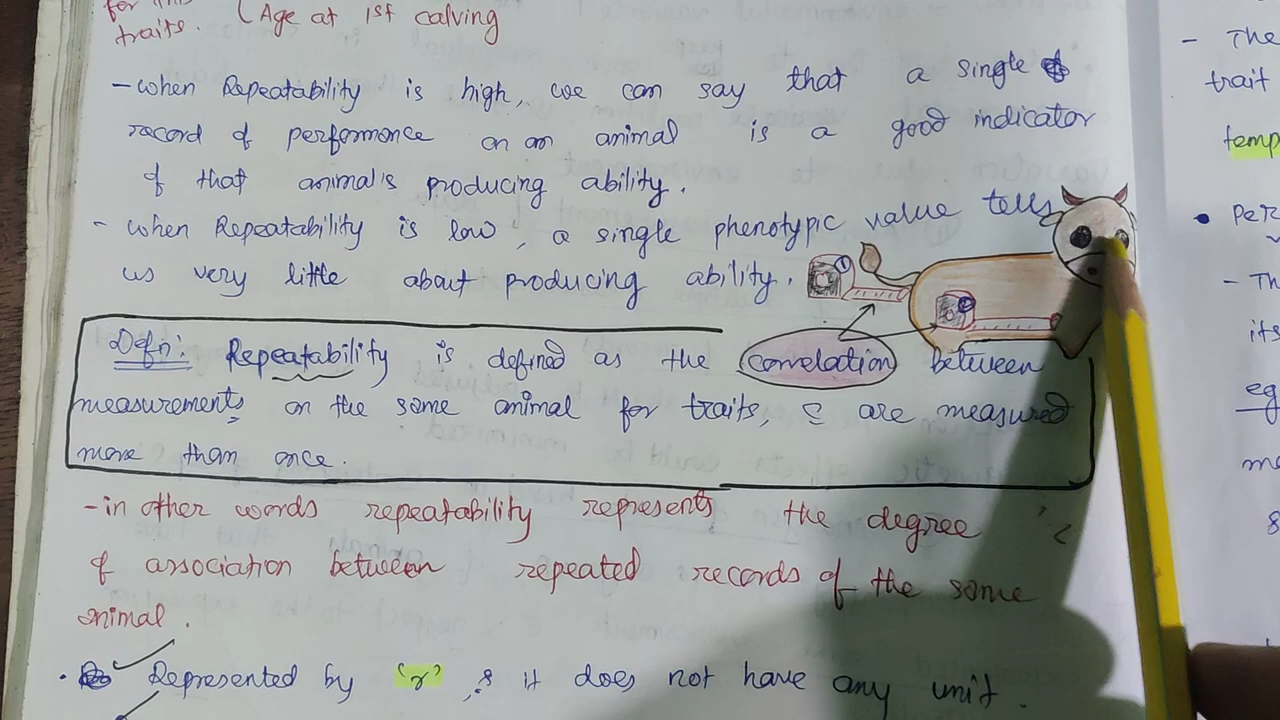 for
traits. (Age at 1st calving
- when Repeatability is high, we can say that a single
record of performance on an animal is a good indicator
of that animal's producing ability.
- when Repeatability is low, a single phenotypic value tells
us very little about producing ability.
Defn: Repeatability is defined as the correlation between
measurements on the same animal for traits, c̄ are measured
more than once.
- in other words repeatability represents the degree
of association between repeated records of the same
animal.
Represented by 'r', & it does not have any unit.
- The
trait
temp
• Per
- Th
its
eg